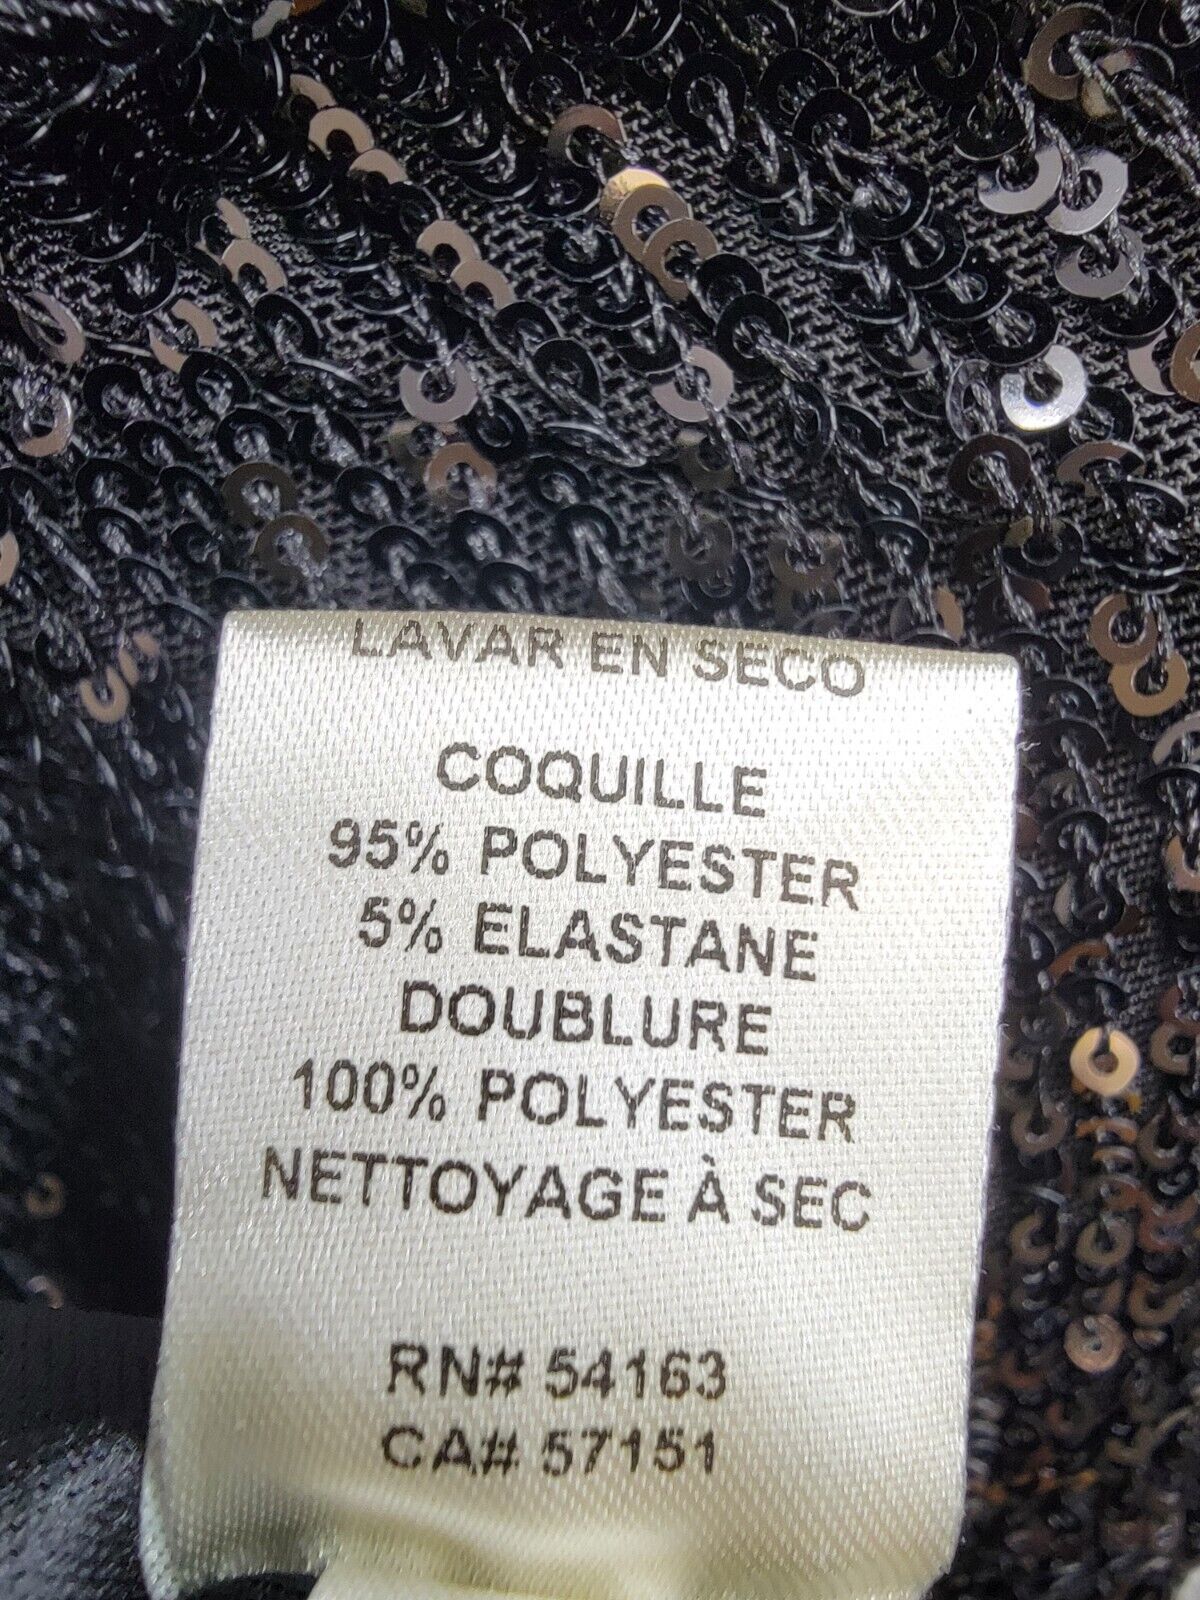 LAVAR EN SECO
COQUILLE
95% POLYESTER
5% ELASTANE
DOUBLURE
100% POLYESTER
NETTOYAGE À SEC
RN# 54163
CA# 57151